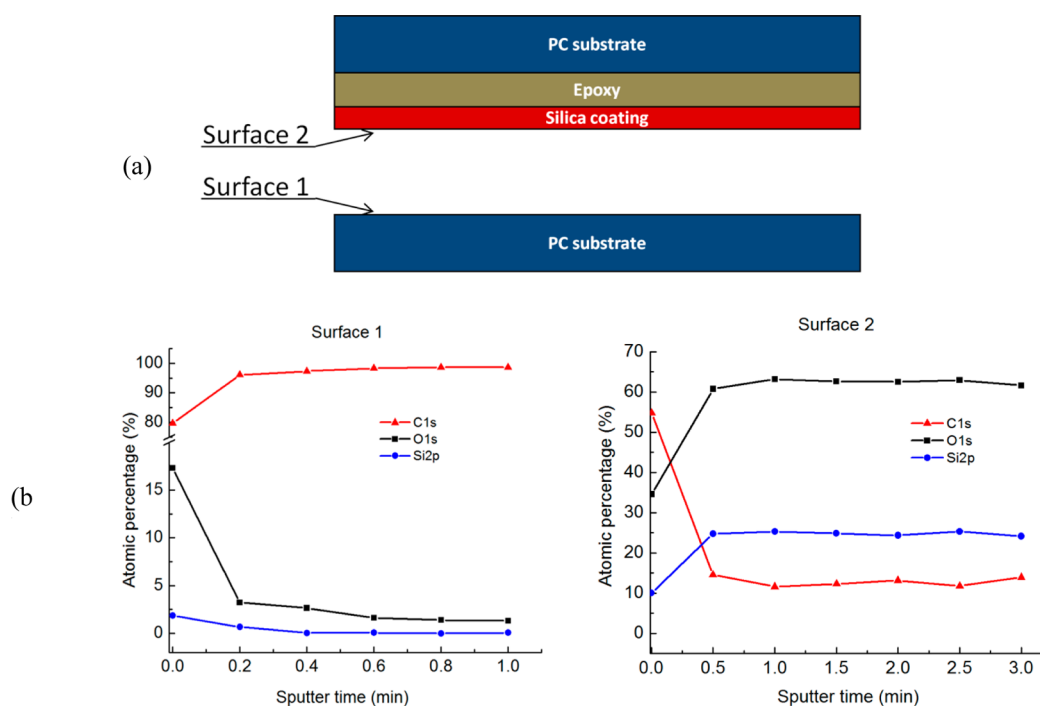 PC substrate
Epoxy
Silica coating
Surface 2
(a)
Surface 1
PC substrate
(b)
Surface 1
Atomic percentage (%)
100
90
80
15
5
0
C1s
O1s
Si2p
0.0 0.2 0.4 0.6 0.8 1.0
Sputter time (min)
Surface 2
Atomic percentage (%)
70
60
50
40
30
20
10
0
C1s
O1s
Si2p
0.0 0.5 1.0 1.5 2.0 2.5 3.0
Sputter time (min)